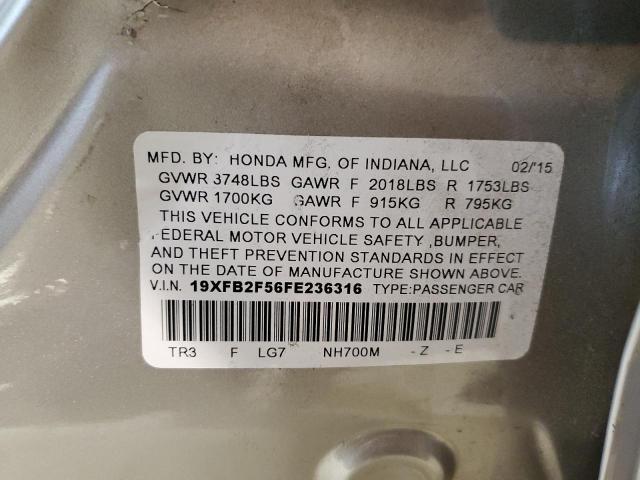 MFD. BY: HONDA MFG. OF INDIANA, LLC 02/'15
GVWR 3748LBS GAWR F 2018LBS R 1753LBS
GVWR 1700KG GAWR F 915KG R 795KG
THIS VEHICLE CONFORMS TO ALL APPLICABLE
FEDERAL MOTOR VEHICLE SAFETY ,BUMPER,
AND THEFT PREVENTION STANDARDS IN EFFECT
ON THE DATE OF MANUFACTURE SHOWN ABOVE.
V.I.N. 19XFB2F56FE236316 TYPE:PASSENGER CAR
TR3 F LG7 NH700M - Z - E